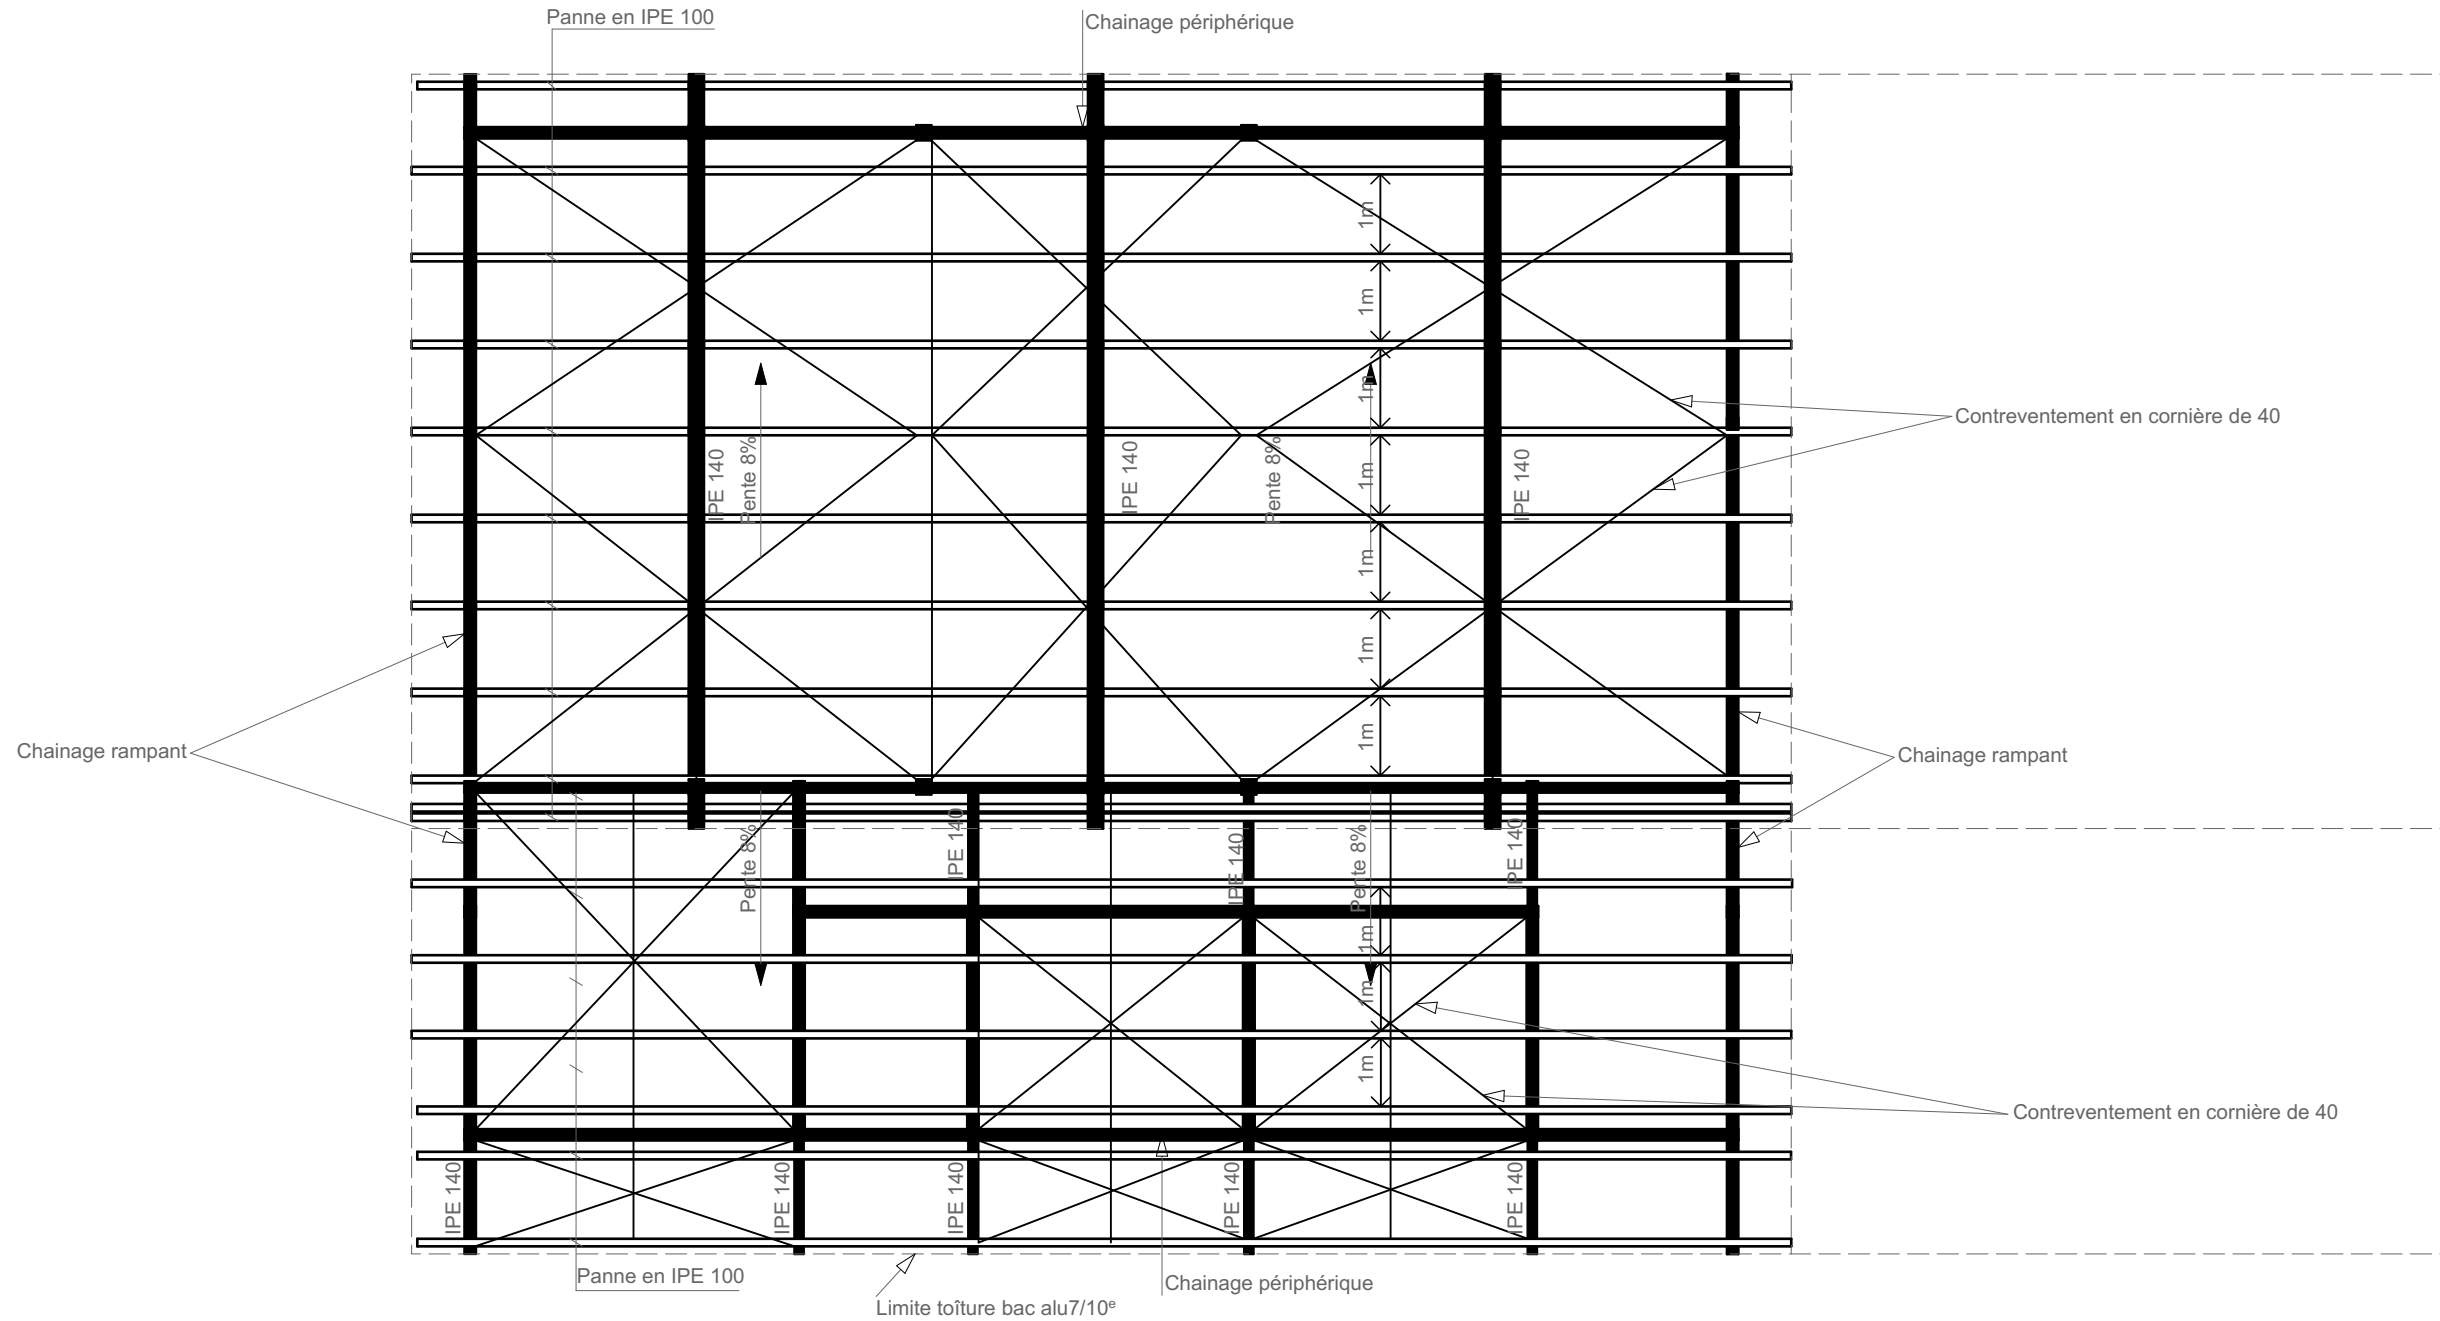 Panne en IPE 100
Chainage périphérique
1m
1m
1m
Contreventement en cornière de 40
IPE 140
Pente 8%
IPE 140
Pente 8%
1m
IPE 140
1m
1m
1m
Chainage rampant
Chainage rampant
Pente 8%
IPE 140
IPE 140
Pente 8%
IPE 140
1m
1m
1m
Contreventement en cornière de 40
IPE 140
IPE 140
IPE 140
IPE 140
IPE 140
Panne en IPE 100
Chainage périphérique
Limite toîture bac alu7/10ᵉ